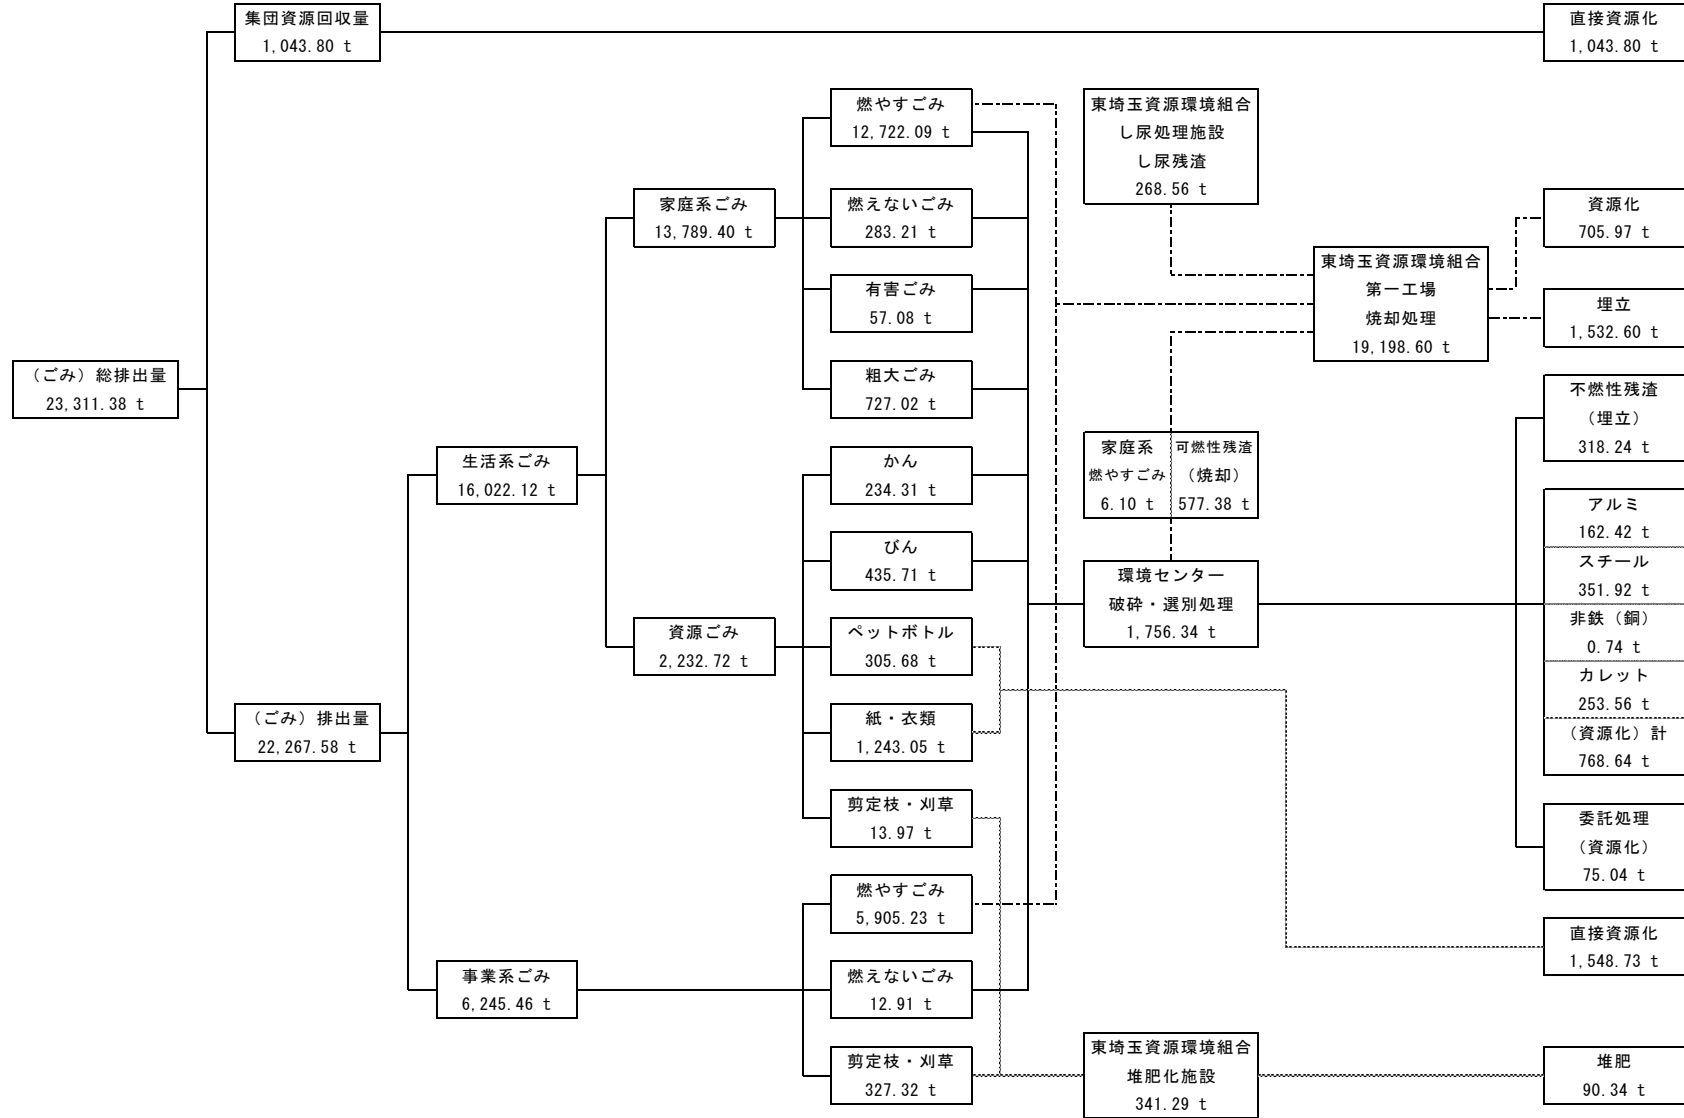 集団資源回収量
1,043.80 t
直接資源化
1,043.80 t
燃やすごみ
12,722.09 t
東埼玉資源環境組合
し尿処理施設
し尿残渣
268.56 t
家庭系ごみ
13,789.40 t
燃えないごみ
283.21 t
資源化
705.97 t
東埼玉資源環境組合
第一工場
焼却処理
19,198.60 t
有害ごみ
57.08 t
埋立
1,532.60 t
(ごみ)総排出量
23,311.38 t
粗大ごみ
727.02 t
不燃性残渣
(埋立)
318.24 t
生活系ごみ
16,022.12 t
かん
234.31 t
家庭系
燃やすごみ
6.10 t
可燃性残渣
(焼却)
577.38 t
アルミ
162.42 t
スチール
351.92 t
非鉄(銅)
0.74 t
カレット
253.56 t
(資源化)計
768.64 t
びん
435.71 t
環境センター
破砕・選別処理
1,756.34 t
資源ごみ
2,232.72 t
ペットボトル
305.68 t
(ごみ)排出量
22,267.58 t
紙・衣類
1,243.05 t
剪定枝・刈草
13.97 t
委託処理
(資源化)
75.04 t
燃やすごみ
5,905.23 t
直接資源化
1,548.73 t
事業系ごみ
6,245.46 t
燃えないごみ
12.91 t
剪定枝・刈草
327.32 t
東埼玉資源環境組合
堆肥化施設
341.29 t
堆肥
90.34 t